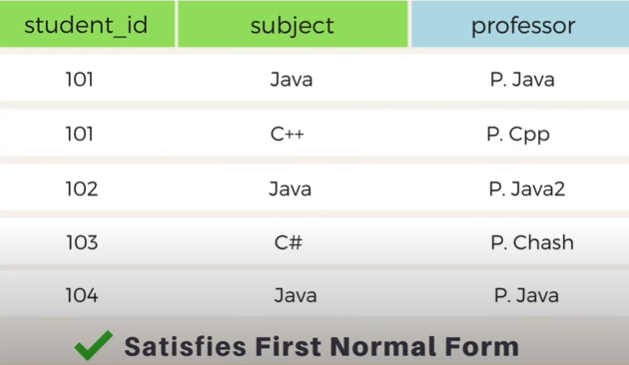 student_id subject professor
101 Java P. Java
101 C++ P. Cpp
102 Java P. Java2
103 C# P. Chash
104 Java P. Java
Satisfies First Normal Form